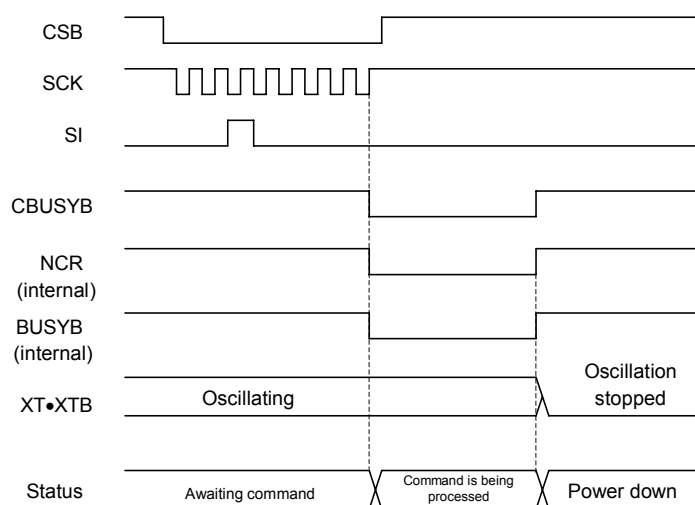 CSB
SCK
SI
CBUSYB
NCR
(internal)
BUSYB
(internal)
XT•XTB
Oscillating
Oscillation
stopped
Status
Awaiting command
Command is being
processed
Power down